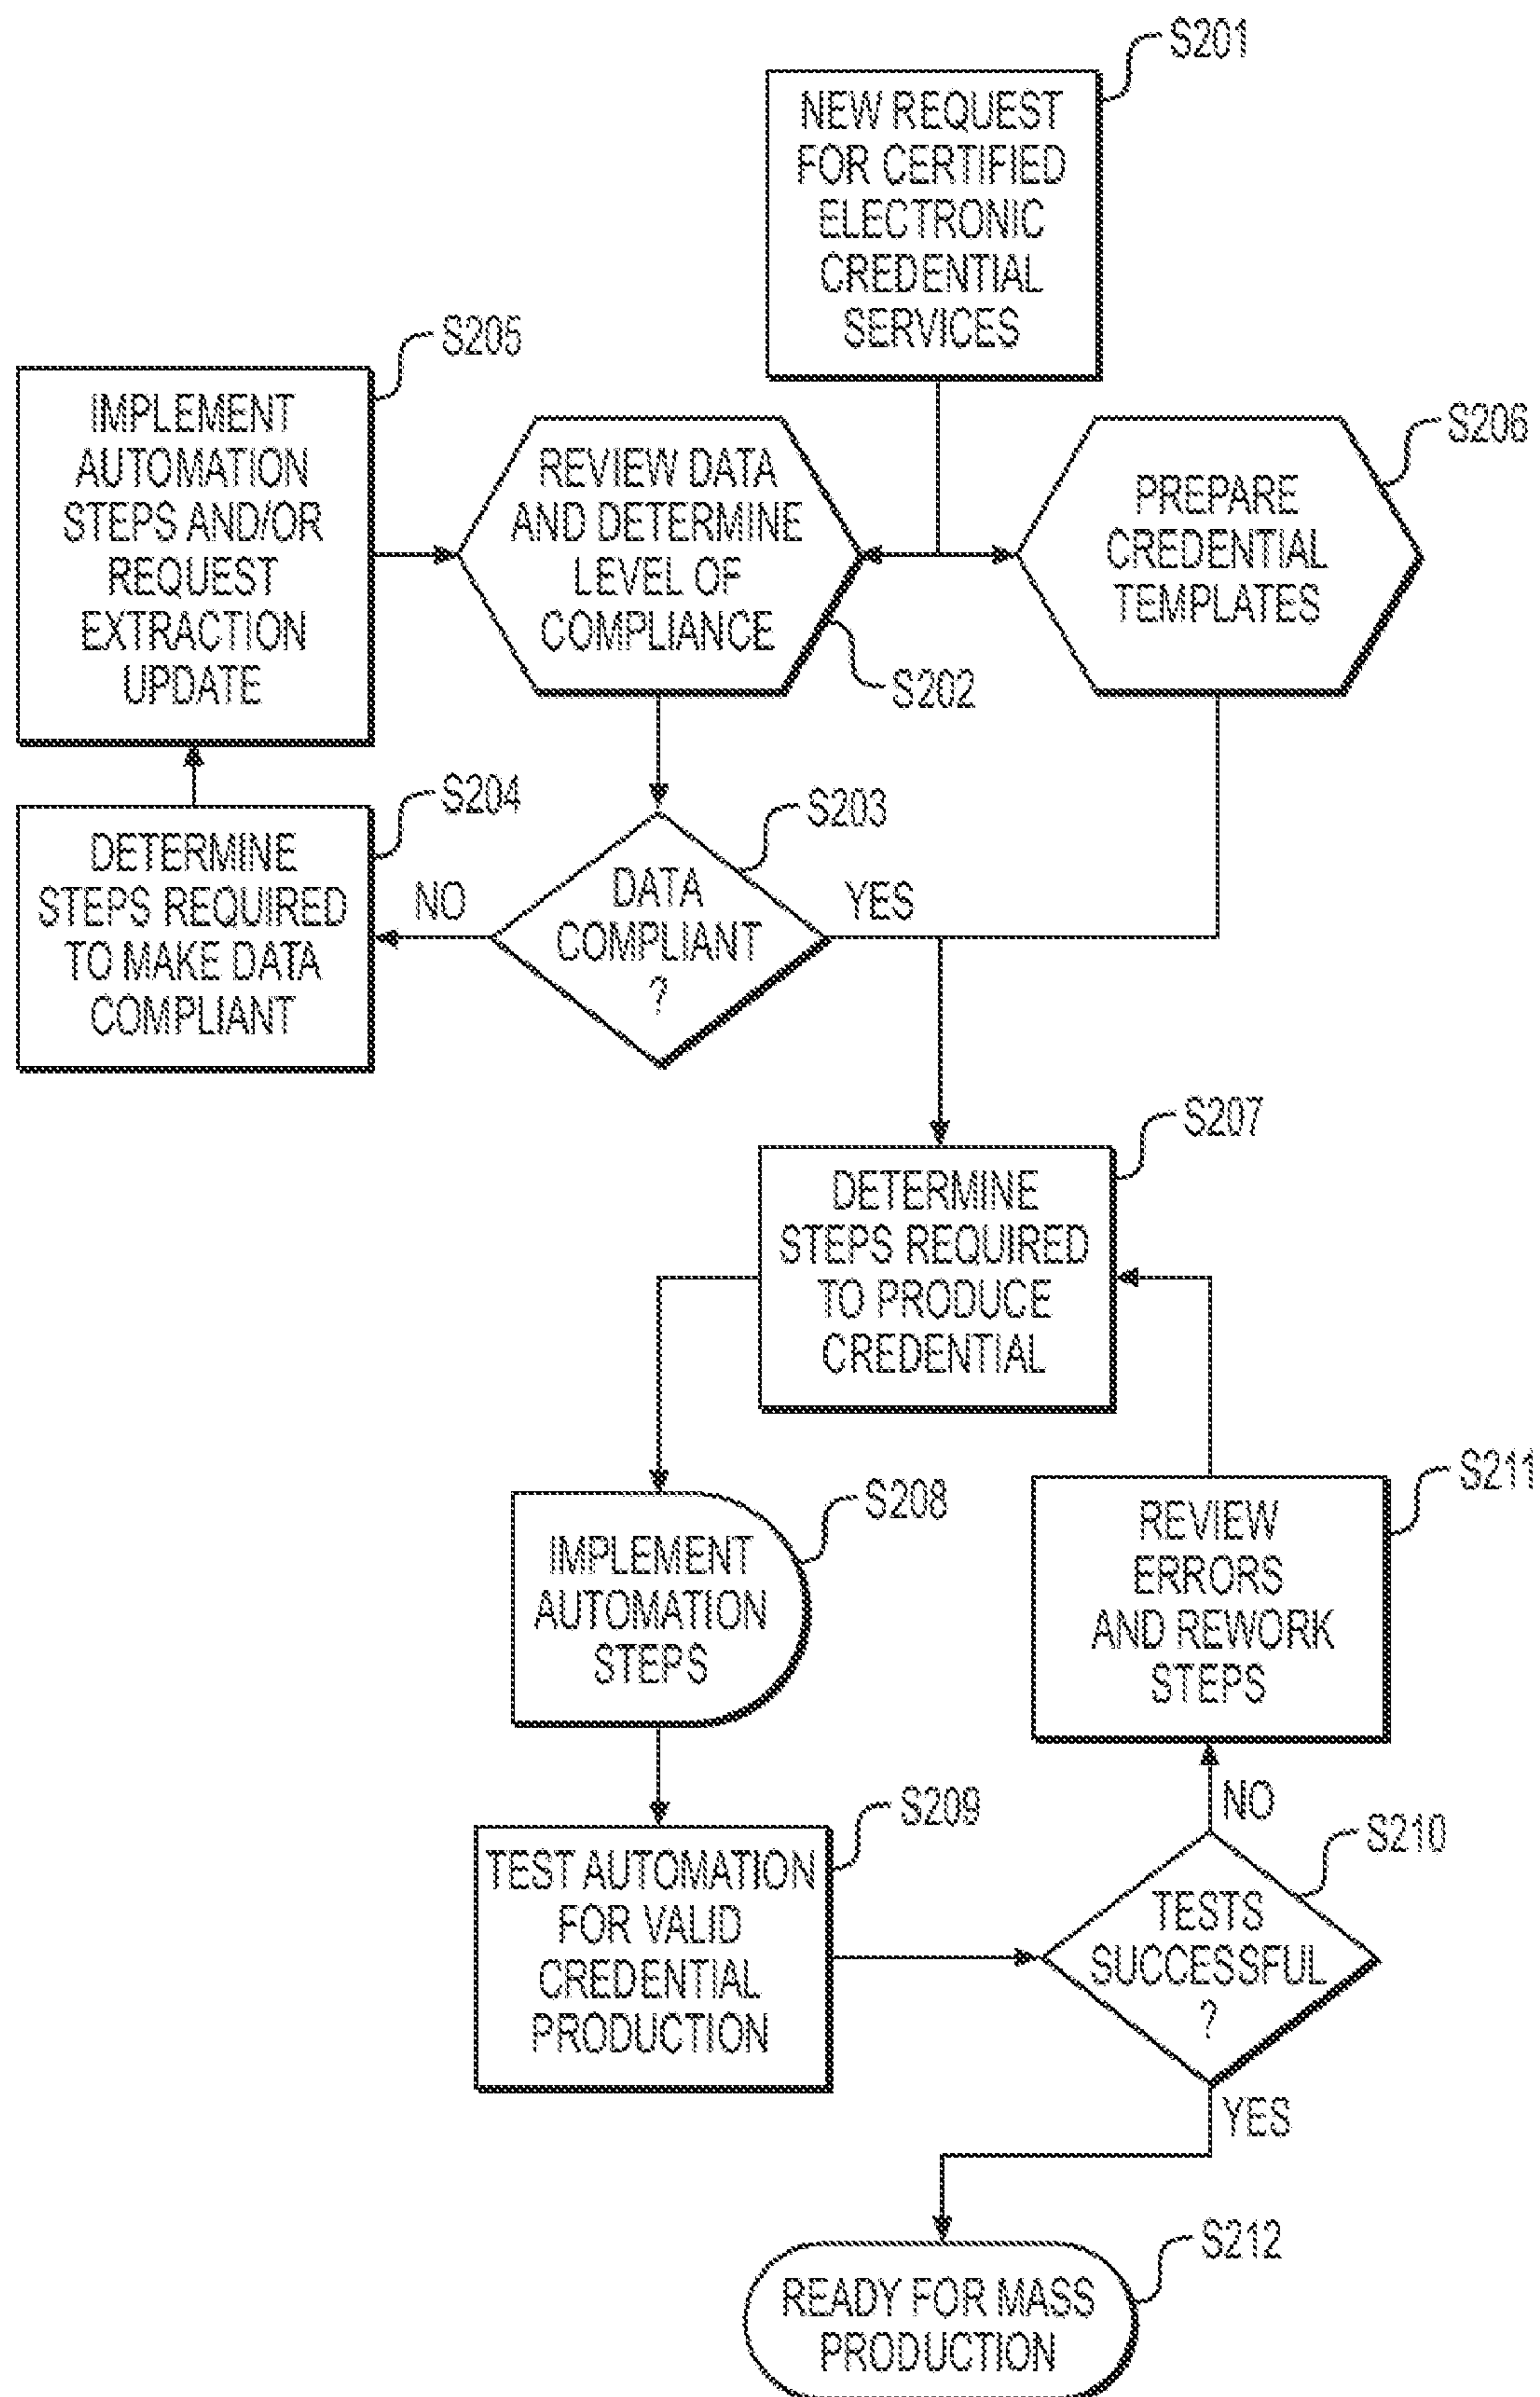 S201
NEW REQUEST
FOR CERTIFIED
ELECTRONIC
CREDENTIAL
SERVICES
S205
IMPLEMENT
AUTOMATION
STEPS AND/OR
REQUEST
EXTRACTION
UPDATE
REVIEW DATA
AND DETERMINE
LEVEL OF
COMPLIANCE
S202
S206
PREPARE
CREDENTIAL
TEMPLATES
S204
DETERMINE
STEPS REQUIRED
TO MAKE DATA
COMPLIANT
NO
S203
DATA
COMPLIANT
?
YES
S207
DETERMINE
STEPS REQUIRED
TO PRODUCE
CREDENTIAL
S208
IMPLEMENT
AUTOMATION
STEPS
S211
REVIEW
ERRORS
AND REWORK
STEPS
S209
TEST AUTOMATION
FOR VALID
CREDENTIAL
PRODUCTION
NO
S210
TESTS
SUCCESSFUL
?
YES
S212
READY FOR MASS
PRODUCTION